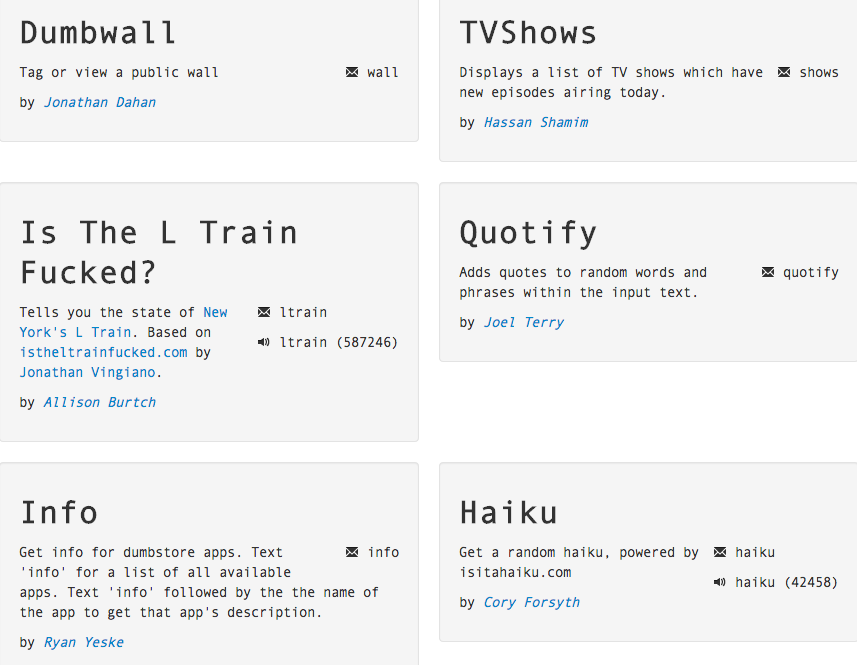 Dumbwall
Tag or view a public wall
wall
by Jonathan Dahan
TVShows
Displays a list of TV shows which have
new episodes airing today.
shows
by Hassan Shamim
Is The L Train
Fucked?
Tells you the state of New
York's L Train. Based on
istheltrainfucked.com by
Jonathan Vingiano.
ltrain
ltrain (587246)
by Allison Burtch
Quotify
Adds quotes to random words and
phrases within the input text.
quotify
by Joel Terry
Info
Get info for dumbstore apps. Text
'info' for a list of all available
apps. Text 'info' followed by the the name of
the app to get that app's description.
info
by Ryan Yeske
Haiku
Get a random haiku, powered by
isitahaiku.com
haiku
haiku (42458)
by Cory Forsyth